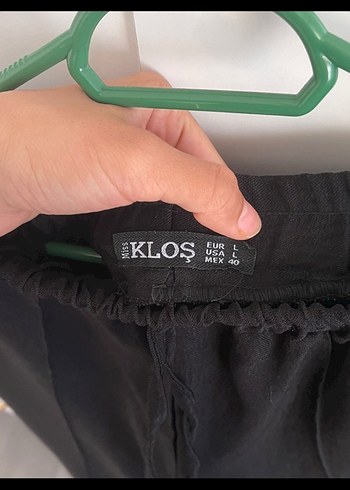 MISS
KLOŞ
EUR L
USA L
MEX 40